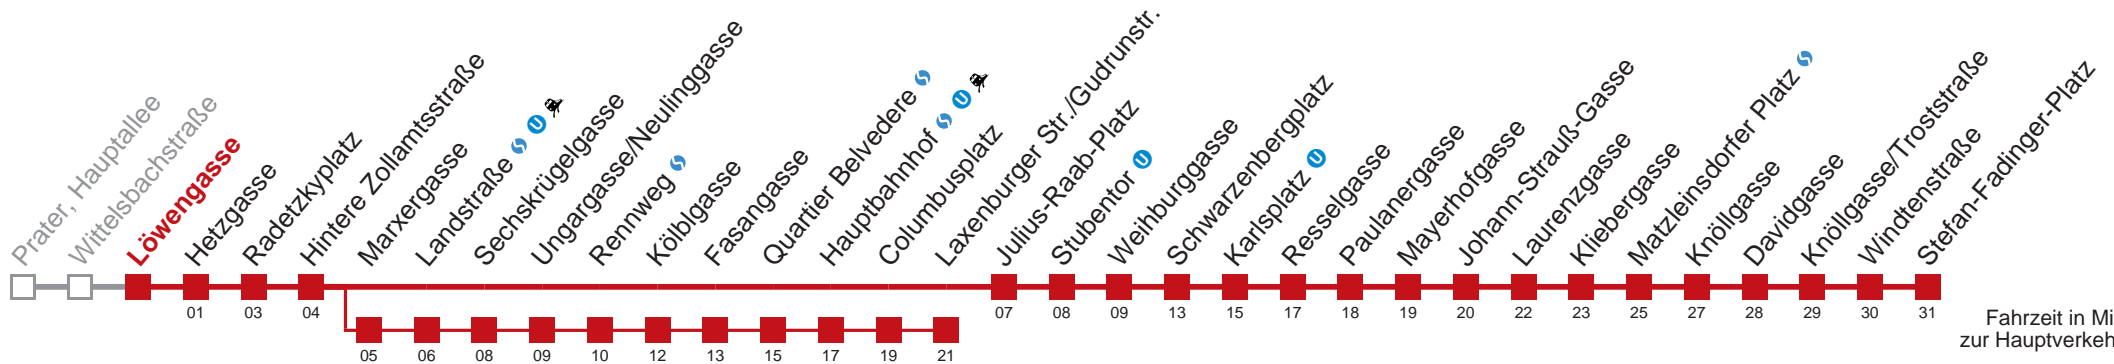 Prater, Hauptallee
Wittelsbachstraße
Löwengasse
Hetzgasse
Radetzkyplatz
Hintere Zollamtsstraße
Marxergasse
Landstraße S U
Sechskrügelgasse
Ungargasse/Neulinggasse
Rennweg S
Kölblgasse
Fasangasse
Quartier Belvedere S
Hauptbahnhof S U
Columbusplatz
Laxenburger Str./Gudrunstr.
Julius-Raab-Platz
Stubentor U
Weihburggasse
Schwarzenbergplatz
Karlsplatz U
Resselgasse
Paulanergasse
Mayerhofgasse
Johann-Strauß-Gasse
Laurenzgasse
Kliebergasse
Matzleinsdorfer Platz S
Knöllgasse
Davidgasse
Knöllgasse/Troststraße
Windtenstraße
Stefan-Fadinger-Platz
01 03 04 07 08 09 13 15 17 18 19 20 22 23 25 27 28 29 30 31
05 06 08 09 10 12 13 15 17 19 21
Fahrzeit in Mi
zur Hauptverkeh